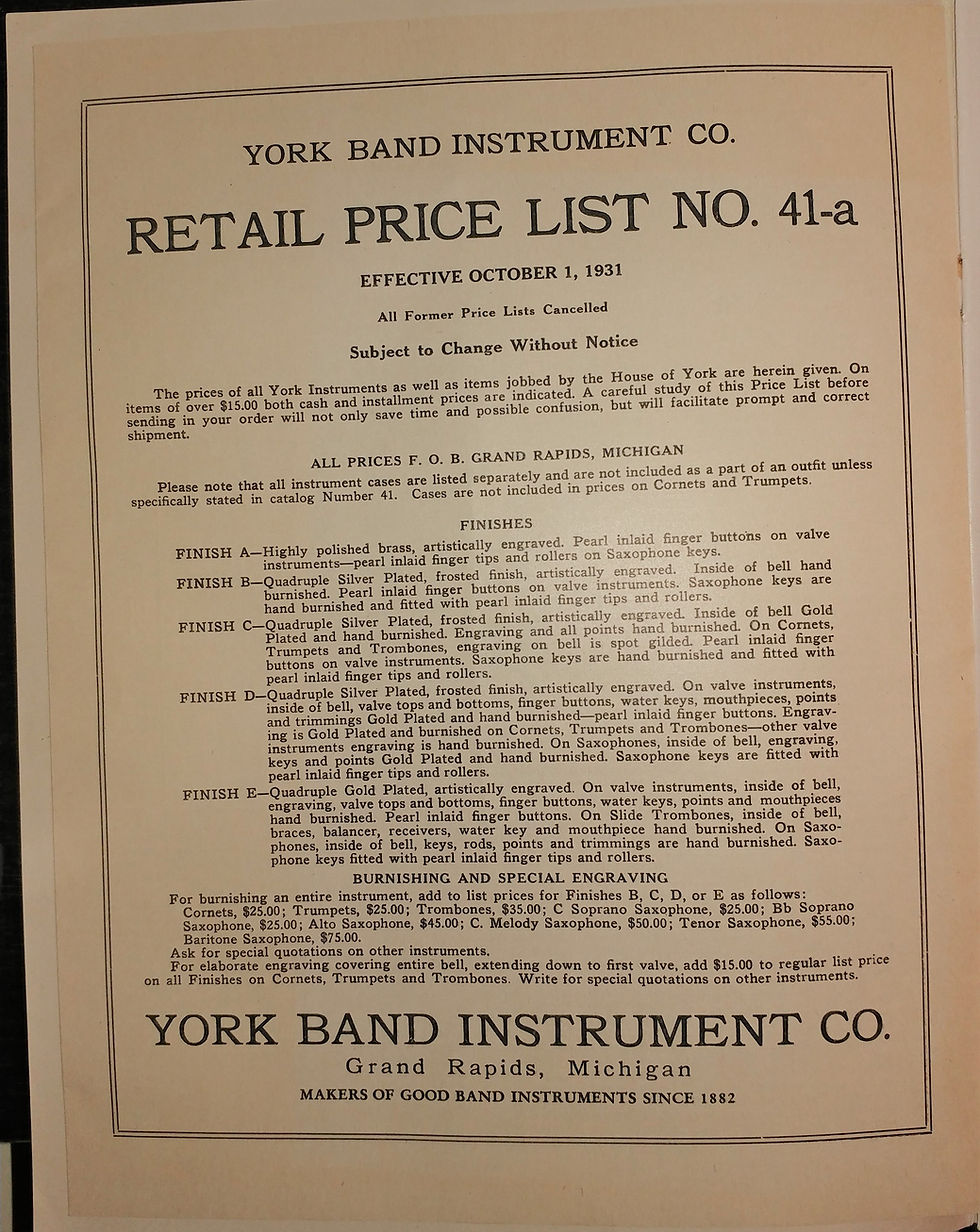 YORK BAND INSTRUMENT CO.
RETAIL PRICE LIST NO. 41-a
EFFECTIVE OCTOBER 1, 1931
All Former Price Lists Cancelled
Subject to Change Without Notice
The prices of all York Instruments as well as items jobbed by the House of York are herein given. On
items of over $15.00 both cash and installment prices are indicated. A careful study of this Price List before
sending in your order will not only save time and possible confusion, but will facilitate prompt and correct
shipment.
ALL PRICES F. O. B. GRAND RAPIDS, MICHIGAN
Please note that all instrument cases are listed separately and are not included as a part of an outfit unless
specifically stated in catalog Number 41. Cases are not included in prices on Cornets and Trumpets.
FINISHES
FINISH A—Highly polished brass, artistically engraved. Pearl inlaid finger buttons on valve
instruments—pearl inlaid finger tips and rollers on Saxophone keys.
FINISH B—Quadruple Silver Plated, frosted finish, artistically engraved. Inside of bell hand
burnished. Pearl inlaid finger buttons on valve instruments. Saxophone keys are
hand burnished and fitted with pearl inlaid finger tips and rollers.
FINISH C—Quadruple Silver Plated, frosted finish, artistically engraved. Inside of bell Gold
Plated and hand burnished. Engraving and all points hand burnished. On Cornets,
Trumpets and Trombones, engraving on bell is spot gilded. Pearl inlaid finger
buttons on valve instruments. Saxophone keys are hand burnished and fitted with
pearl inlaid finger tips and rollers.
FINISH D—Quadruple Silver Plated, frosted finish, artistically engraved. On valve instruments,
inside of bell, valve tops and bottoms, finger buttons, water keys, mouthpieces, points
and trimmings Gold Plated and hand burnished—pearl inlaid finger buttons. Engrav-
ing is Gold Plated and burnished on Cornets, Trumpets and Trombones—other valve
instruments engraving is hand burnished. On Saxophones, inside of bell, engraving,
keys and points Gold Plated and hand burnished. Saxophone keys are fitted with
pearl inlaid finger tips and rollers.
FINISH E—Quadruple Gold Plated, artistically engraved. On valve instruments, inside of bell,
engraving, valve tops and bottoms, finger buttons, water keys, points and mouthpieces
hand burnished. Pearl inlaid finger buttons. On Slide Trombones, inside of bell,
braces, balancer, receivers, water key and mouthpiece hand burnished. On Saxo-
phones, inside of bell, keys, rods, points and trimmings are hand burnished. Saxo-
phone keys fitted with pearl inlaid finger tips and rollers.
BURNISHING AND SPECIAL ENGRAVING
For burnishing an entire instrument, add to list prices for Finishes B, C, D, or E as follows:
Cornets, $25.00; Trumpets, $25.00; Trombones, $35.00; C Soprano Saxophone, $25.00; Bb Soprano
Saxophone, $25.00; Alto Saxophone, $45.00; C. Melody Saxophone, $50.00; Tenor Saxophone, $55.00;
Baritone Saxophone, $75.00.
Ask for special quotations on other instruments.
For elaborate engraving covering entire bell, extending down to first valve, add $15.00 to regular list price
on all Finishes on Cornets, Trumpets and Trombones. Write for special quotations on other instruments.
YORK BAND INSTRUMENT CO.
Grand Rapids, Michigan
MAKERS OF GOOD BAND INSTRUMENTS SINCE 1882